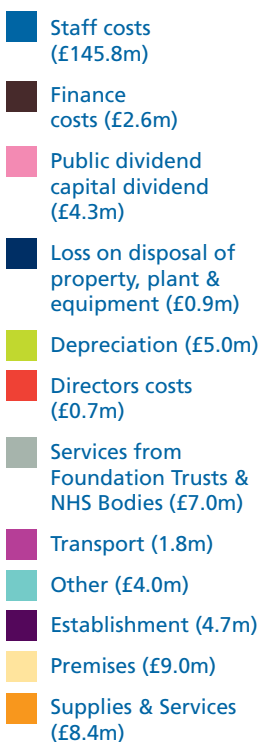 Staff costs
(£145.8m)
Finance
costs (£2.6m)
Public dividend
capital dividend
(£4.3m)
Loss on disposal of
property, plant &
equipment (£0.9m)
Depreciation (£5.0m)
Directors costs
(£0.7m)
Services from
Foundation Trusts &
NHS Bodies (£7.0m)
Transport (1.8m)
Other (£4.0m)
Establishment (4.7m)
Premises (£9.0m)
Supplies & Services
(£8.4m)